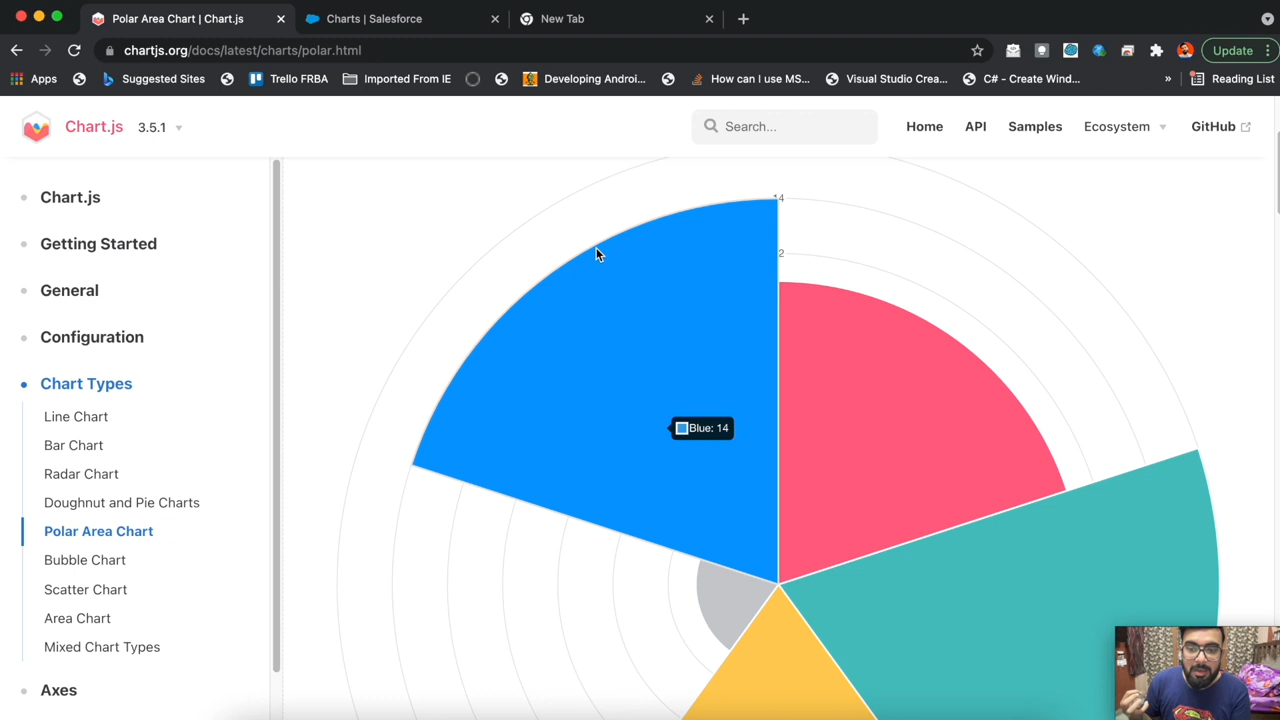 Polar Area Chart | Chart.js
Charts | Salesforce
New Tab
chartjs.org/docs/latest/charts/polar.html
Update
Apps
Suggested Sites
Trello FRBA
Imported From IE
Developing Androi...
How can I use MS...
Visual Studio Crea...
C# - Create Wind...
»
Reading List
Chart.js
3.5.1
Search...
Home
API
Samples
Ecosystem
GitHub
Chart.js
Getting Started
General
Configuration
Chart Types
Line Chart
Bar Chart
Radar Chart
Doughnut and Pie Charts
Polar Area Chart
Bubble Chart
Scatter Chart
Area Chart
Mixed Chart Types
Axes
14
2
Blue: 14